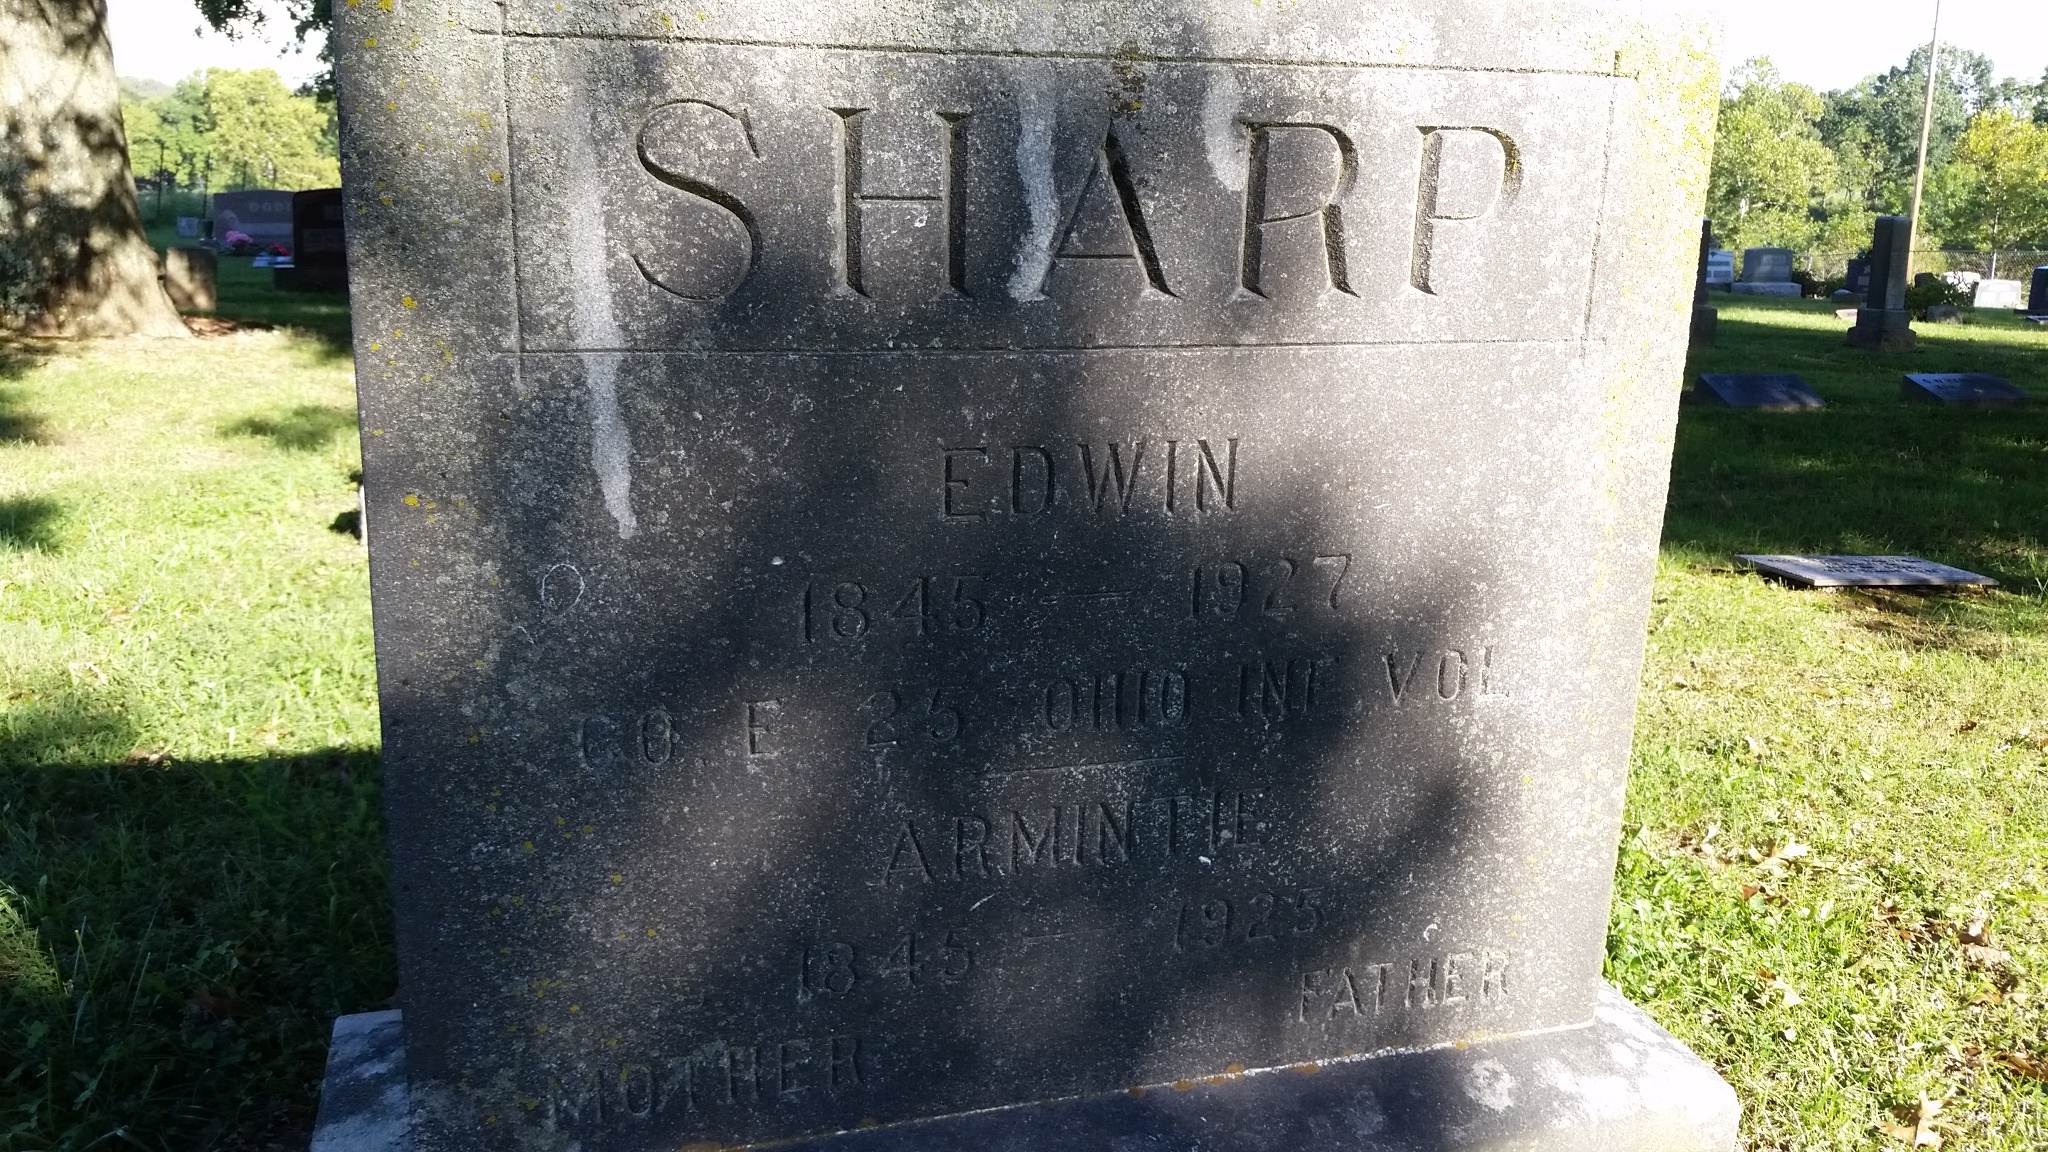 SHARP
EDWIN
1845 — 1927
CO. E 25 OHIO INF. VOL
ARMINTIE
1845 — 1925
MOTHER FATHER